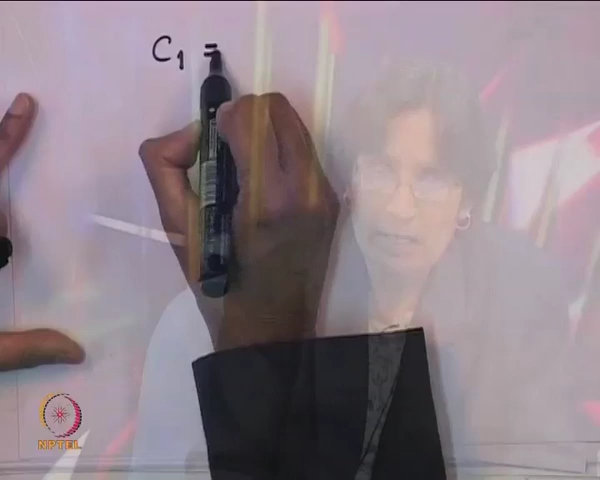 C₁ =
NPTEL